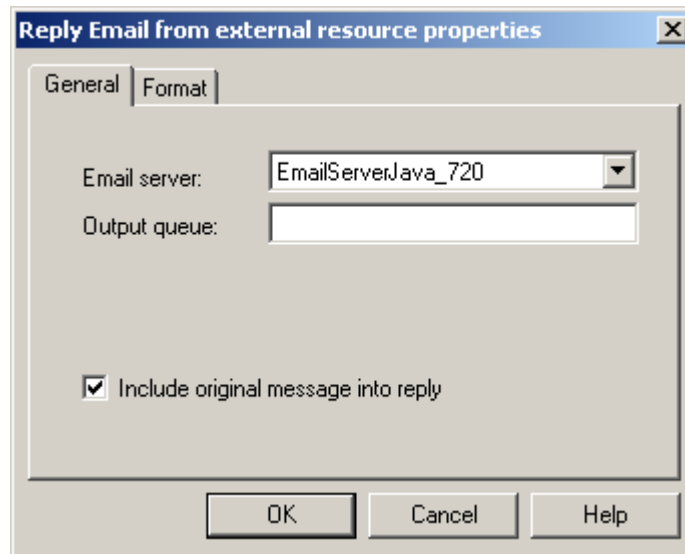 Reply Email from external resource properties
General
Format
Email server:
EmailServerJava_720
Output queue:
Include original message into reply
OK
Cancel
Help